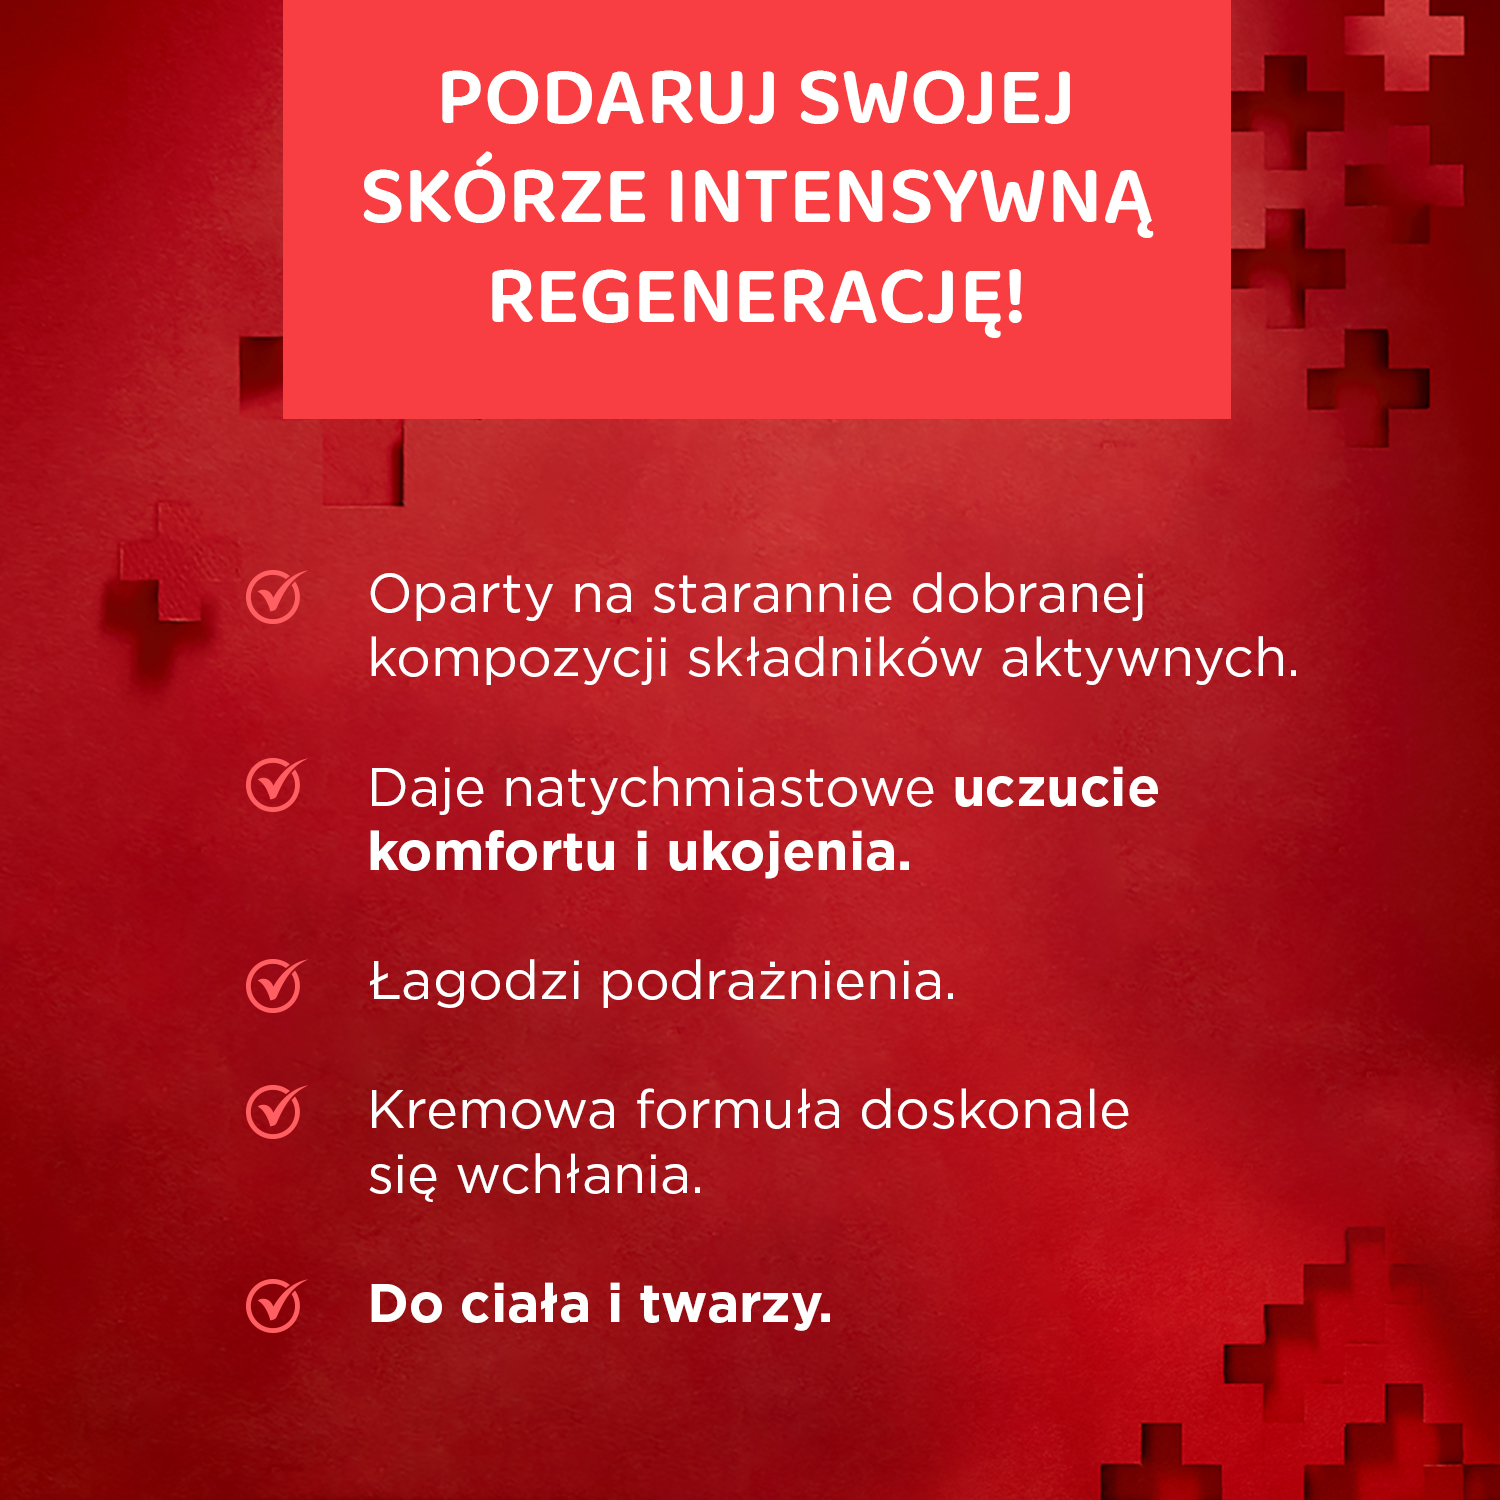 PODARUJ SWOJEJ
SKÓRZE INTENSYWNĄ
REGENERACJĘ!
Oparty na starannie dobranej
kompozycji składników aktywnych.
Daje natychmiastowe uczucie
komfortu i ukojenia.
Łagodzi podrażnienia.
Kremowa formuła doskonale
się wchłania.
Do ciała i twarzy.